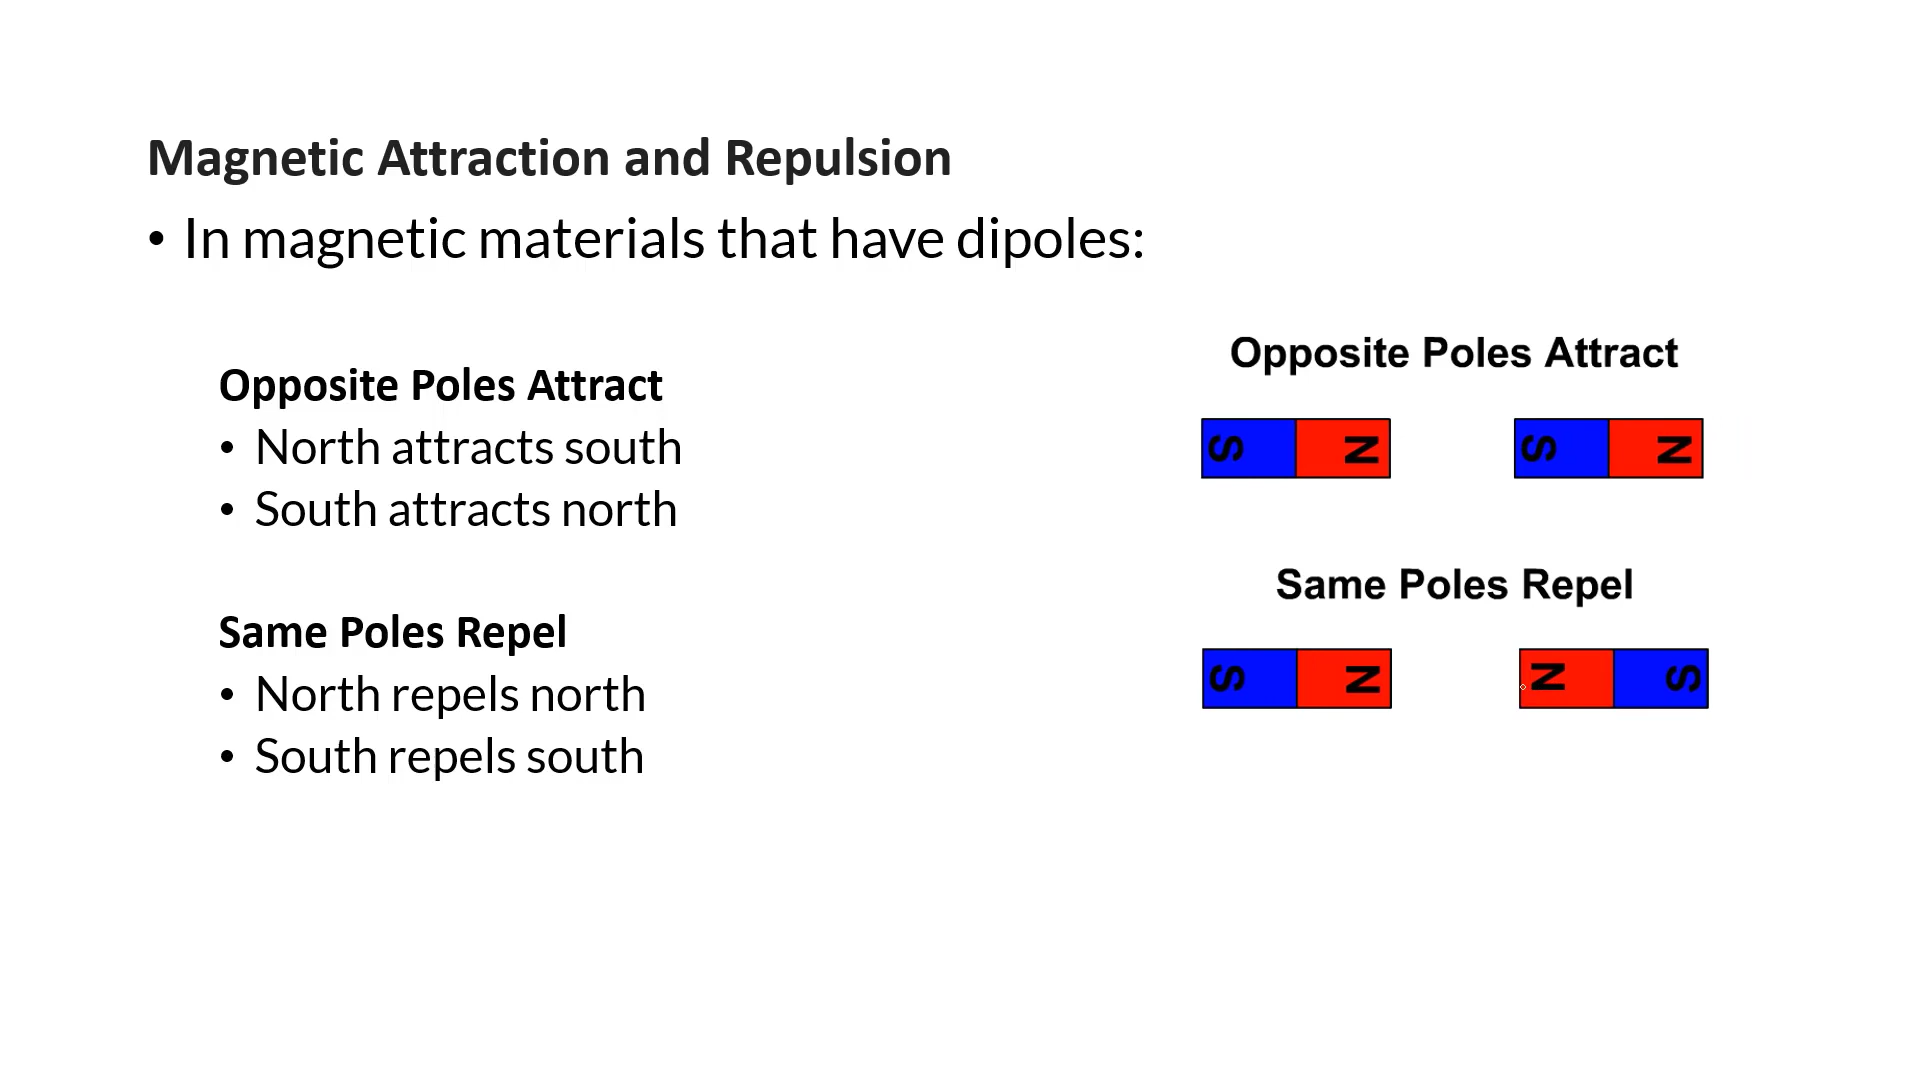 Magnetic Attraction and Repulsion
• In magnetic materials that have dipoles:
Opposite Poles Attract
• North attracts south
• South attracts north
Same Poles Repel
• North repels north
• South repels south
Opposite Poles Attract
S N S N
Same Poles Repel
S N N S